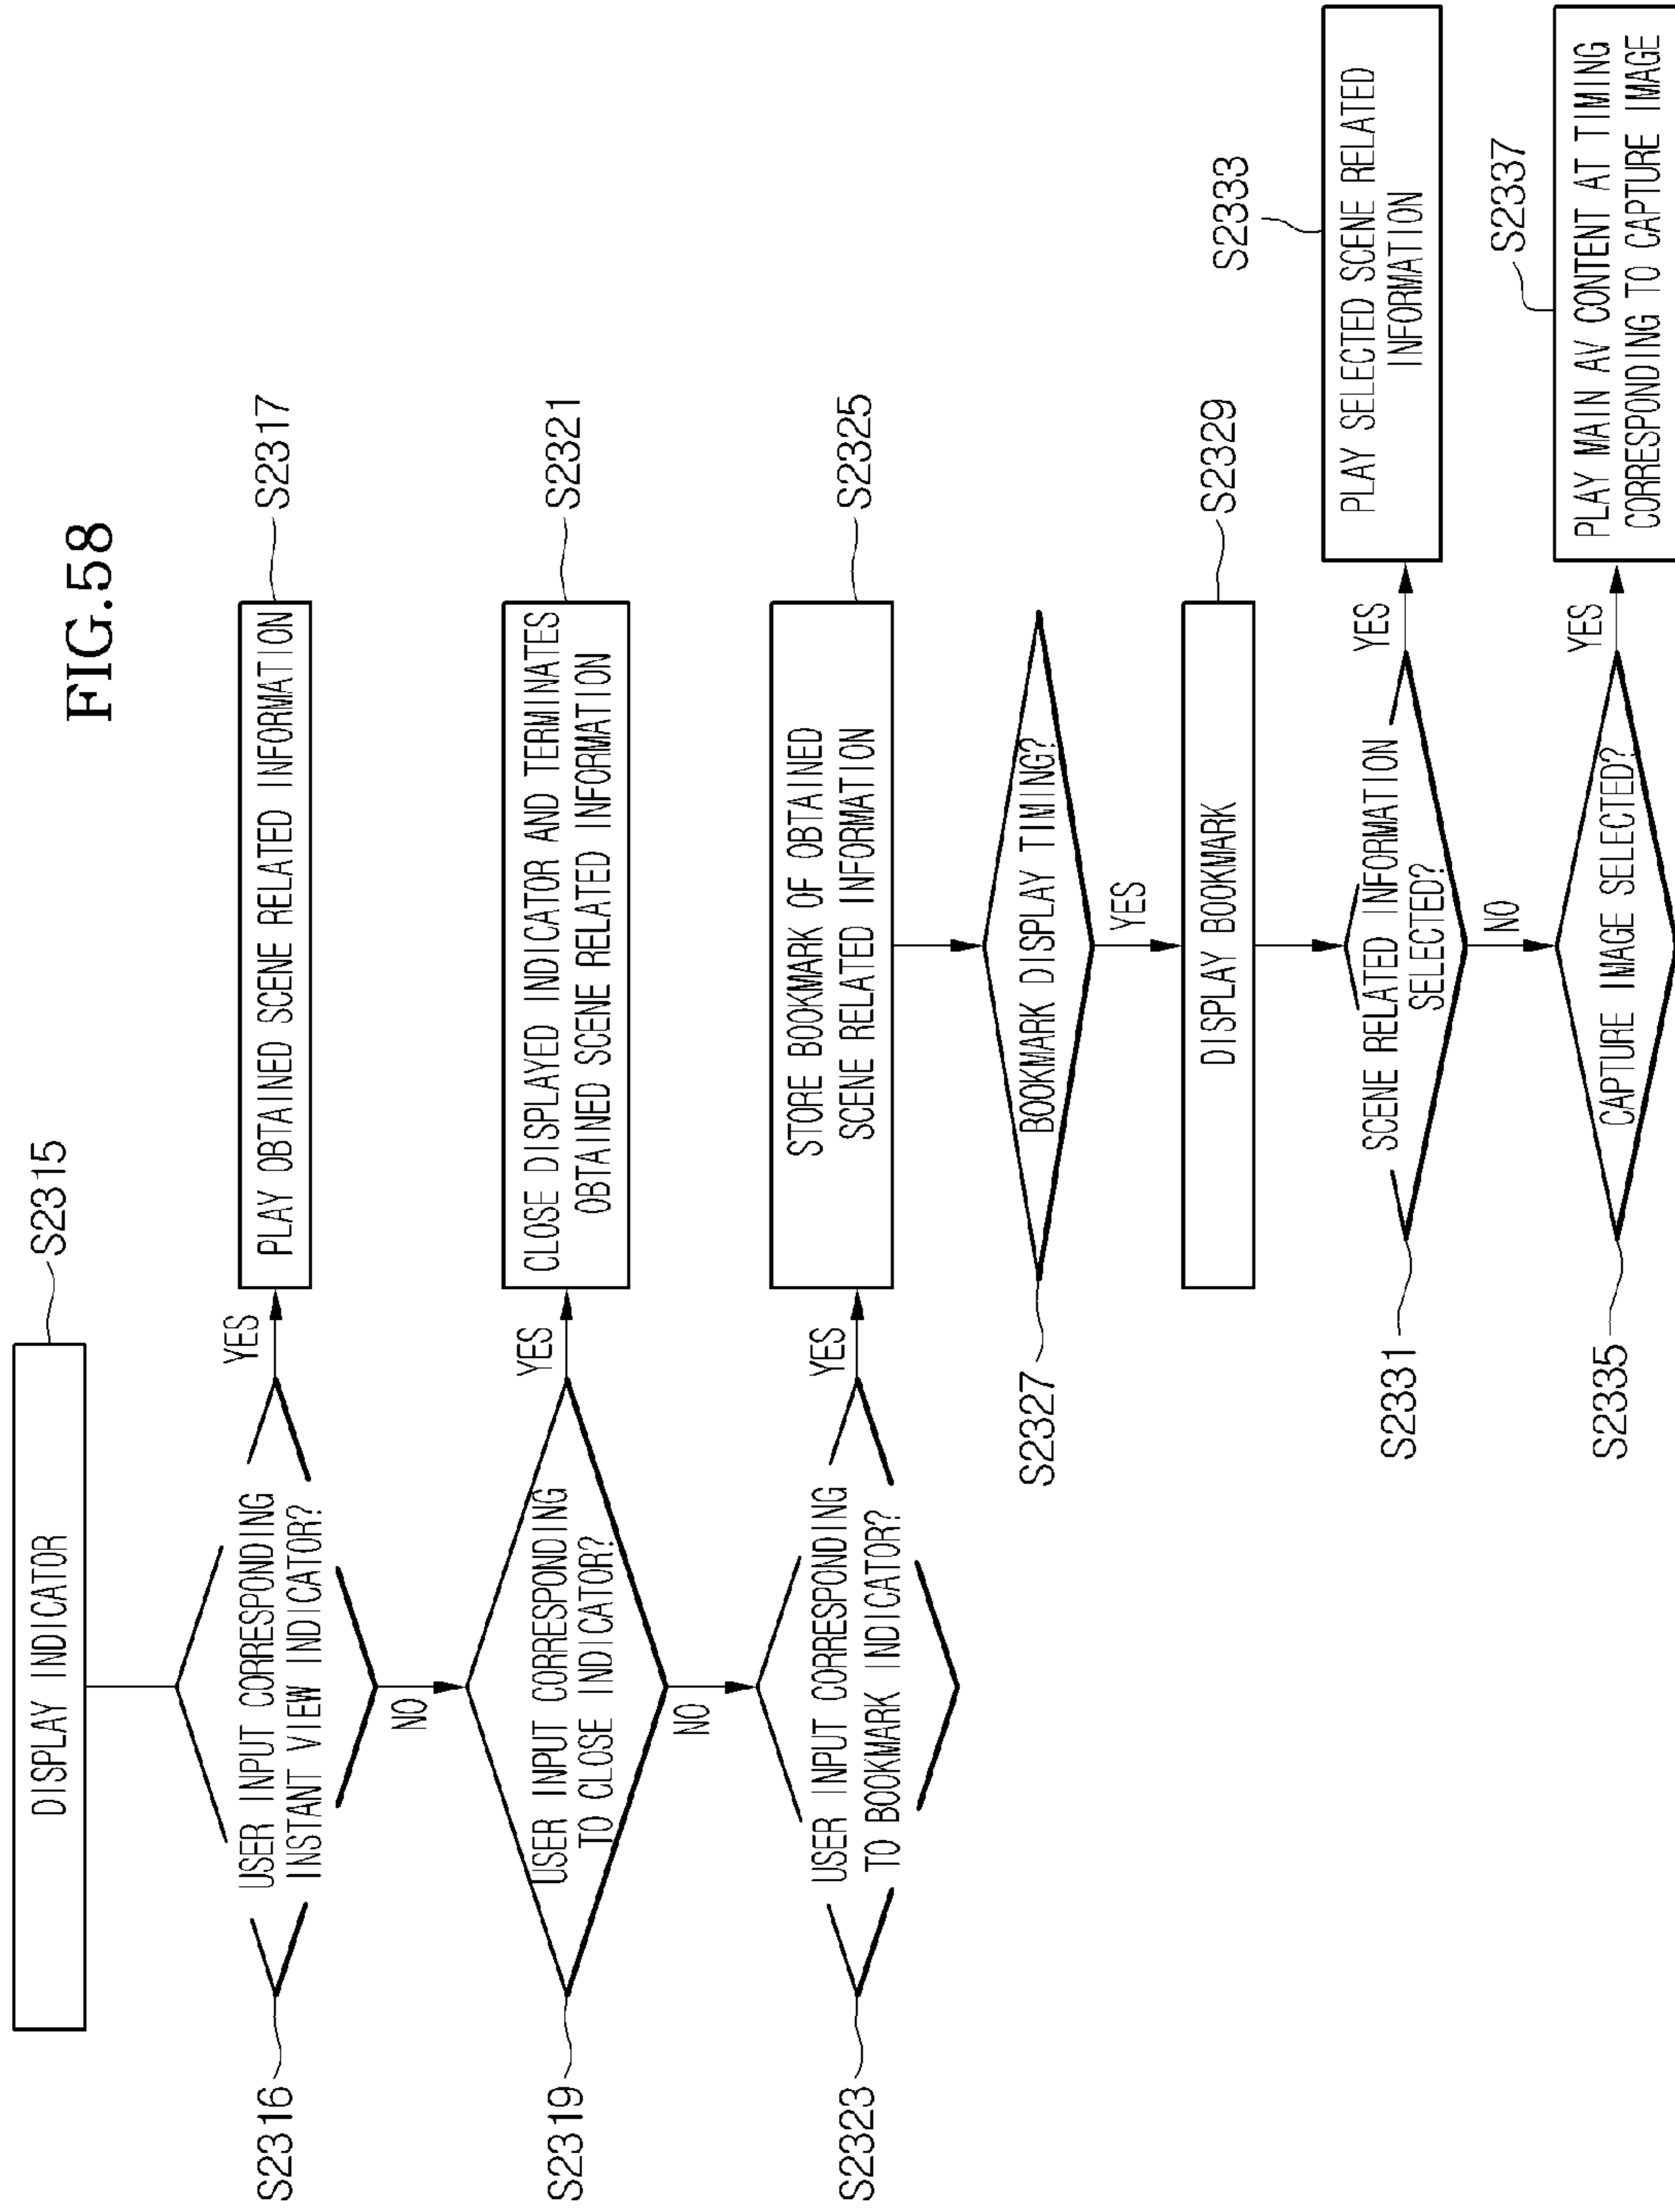 FIG.58
DISPLAY INDICATOR
S2315
S2316
USER INPUT CORRESPONDING
INSTANT VIEW INDICATOR?
YES
PLAY OBTAINED SCENE RELATED INFORMATION
S2317
NO
S2319
USER INPUT CORRESPONDING
TO CLOSE INDICATOR?
YES
CLOSE DISPLAYED INDICATOR AND TERMINATES
OBTAINED SCENE RELATED INFORMATION
S2321
NO
S2323
USER INPUT CORRESPONDING
TO BOOKMARK INDICATOR?
YES
STORE BOOKMARK OF OBTAINED
SCENE RELATED INFORMATION
S2325
S2327
BOOKMARK DISPLAY TIMING?
YES
DISPLAY BOOKMARK
S2329
S2331
SCENE RELATED INFORMATION
SELECTED?
YES
PLAY SELECTED SCENE RELATED
INFORMATION
S2333
NO
S2335
CAPTURE IMAGE SELECTED?
YES
PLAY MAIN AV CONTENT AT TIMING
CORRESPONDING TO CAPTURE IMAGE
S2337